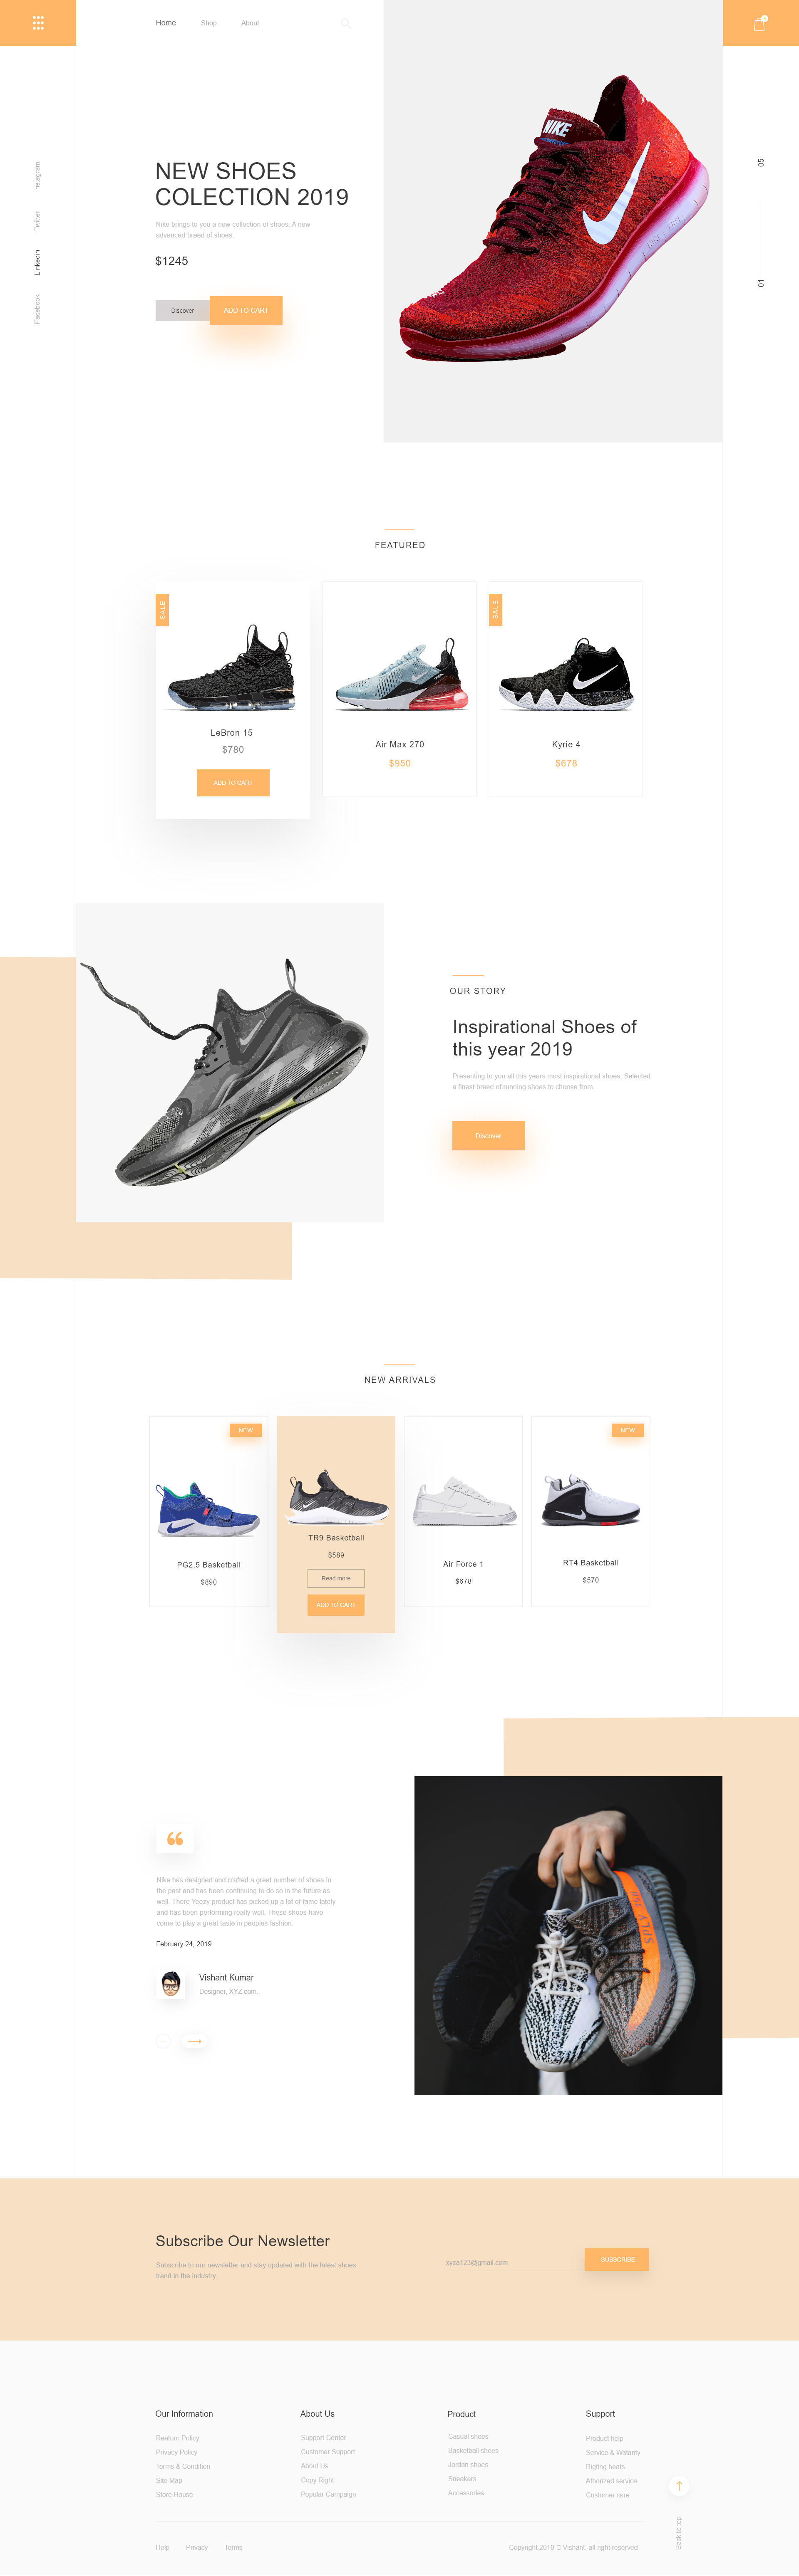 Home
Shop
About
0
Instagram
Twitter
Linkedin
Facebook
NIKE
05
01
NEW SHOES
COLECTION 2019
Nike brings to you a new collection of shoes. A new
advanced breed of shoes.
$1245
Discover
ADD TO CART
FEATURED
SALE
LeBron 15
$780
ADD TO CART
Air Max 270
$950
SALE
Kyrie 4
$678
OUR STORY
Inspirational Shoes of
this year 2019
Presenting to you all this years most inspirational shoes. Selected
a finest breed of running shoes to choose from.
Discover
NEW ARRIVALS
NEW
PG2.5 Basketball
$890
TR9 Basketball
$589
Read more
ADD TO CART
Air Force 1
$678
NEW
RT4 Basketball
$570
Nike has designed and crafted a great number of shoes in
the past and has been continuing to do so in the future as
well. There Yeezy product has picked up a lot of fame lately
and has been performing really well. These shoes have
come to play a great taste in peoples fashion.
February 24, 2019
Vishant Kumar
Designer, XYZ.com
SPLY 350
Subscribe Our Newsletter
Subscribe to our newsletter and stay updated with the latest shoes
trend in the industry
xyza123@gmail.com
SUBSCRIBE
Our Information
Reaturn Policy
Privacy Policy
Terms & Condition
Site Map
Store House
About Us
Support Center
Customer Support
About Us
Copy Right
Popular Campaign
Product
Casual shoes
Basketball shoes
Jordan shoes
Sneakers
Accessories
Support
Product help
Service & Watanty
Rigting beats
Athorized service
Customer care
Back to top
Help
Privacy
Terms
Copyright 2019 □ Vishant. all right reserved